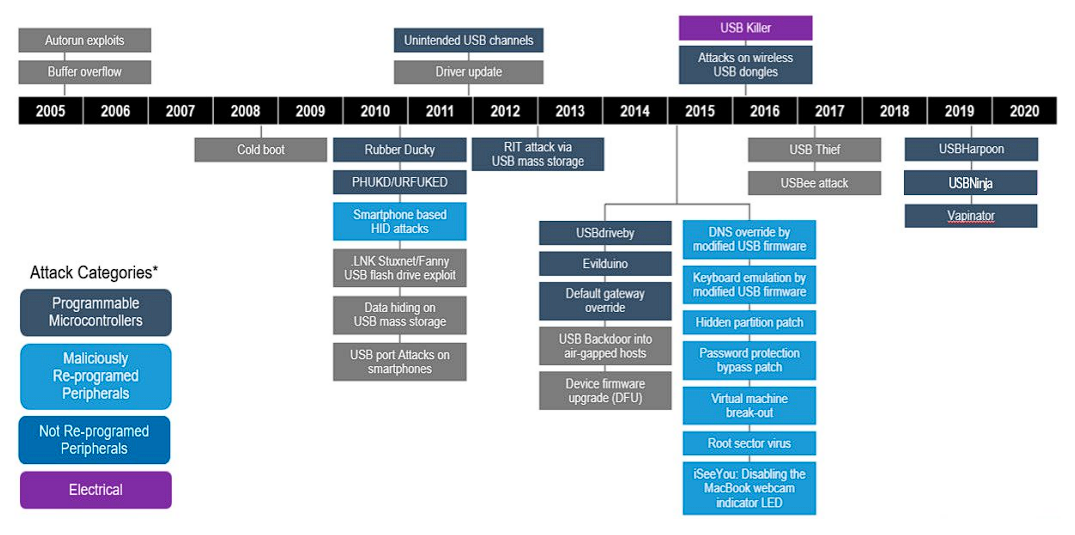 USB Killer
Autorun exploits
Unintended USB channels
Attacks on wireless
USB dongles
Buffer overflow
Driver update
2005 2006 2007 2008 2009 2010 2011 2012 2013 2014 2015 2016 2017 2018 2019 2020
Cold boot
Rubber Ducky
PHUKD/URFUKED
Smartphone based
HID attacks
.LNK Stuxnet/Fanny
USB flash drive exploit
Data hiding on
USB mass storage
USB port Attacks on
smartphones
RIT attack via
USB mass storage
USBdriveby
Evilduino
Default gateway
override
USB Backdoor into
air-gapped hosts
Device firmware
upgrade (DFU)
DNS override by
modified USB firmware
Keyboard emulation by
modified USB firmware
Hidden partition patch
Password protection
bypass patch
Virtual machine
break-out
Root sector virus
iSeeYou: Disabling the
MacBook webcam
indicator LED
USB Thief
USBee attack
USBHarpoon
USBNinja
Vapinator
Attack Categories*
Programmable
Microcontrollers
Maliciously
Re-programed
Peripherals
Not Re-programed
Peripherals
Electrical